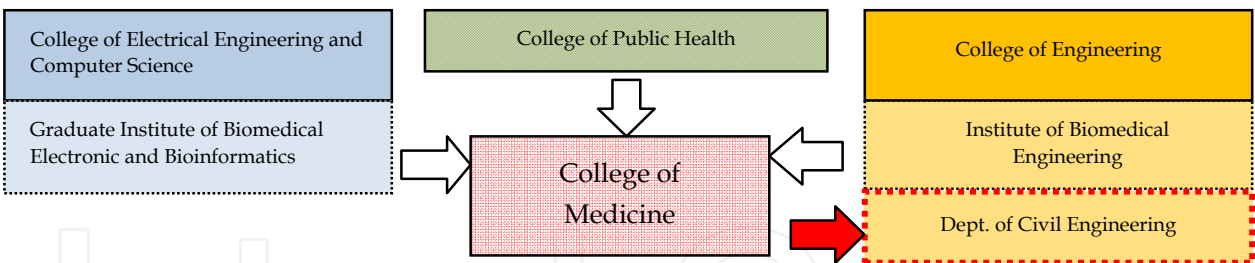 College of Electrical Engineering and
Computer Science
Graduate Institute of Biomedical
Electronic and Bioinformatics
College of Public Health
College of
Medicine
College of Engineering
Institute of Biomedical
Engineering
Dept. of Civil Engineering